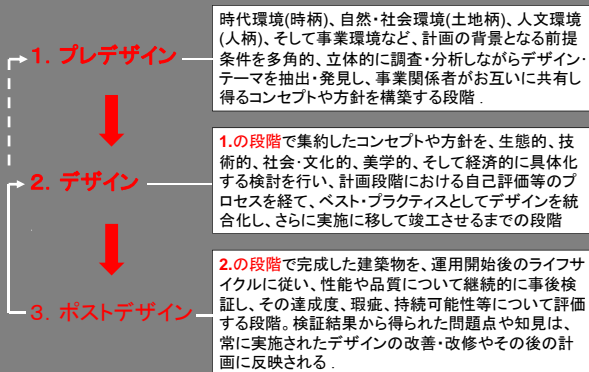 1. プレデザイン
時代環境(時柄)、自然・社会環境(土地柄)、人文環境
(人柄)、そして事業環境など、計画の背景となる前提
条件を多角的、立体的に調査・分析しながらデザイン・
テーマを抽出・発見し、事業関係者がお互いに共有し
得るコンセプトや方針を構築する段階 .
2. デザイン
1.の段階で集約したコンセプトや方針を、生態的、技
術的、社会・文化的、美学的、そして経済的に具体化
する検討を行い、計画段階における自己評価等のプ
ロセスを経て、ベスト・プラクティスとしてデザインを統
合化し、さらに実施に移して竣工させるまでの段階
3. ポストデザイン
2.の段階で完成した建築物を、運用開始後のライフサ
イクルに従い、性能や品質について継続的に事後検
証し、その達成度、瑕疵、持続可能性等について評価
する段階。検証結果から得られた問題点や知見は、
常に実施されたデザインの改善・改修やその後の計
画に反映される .